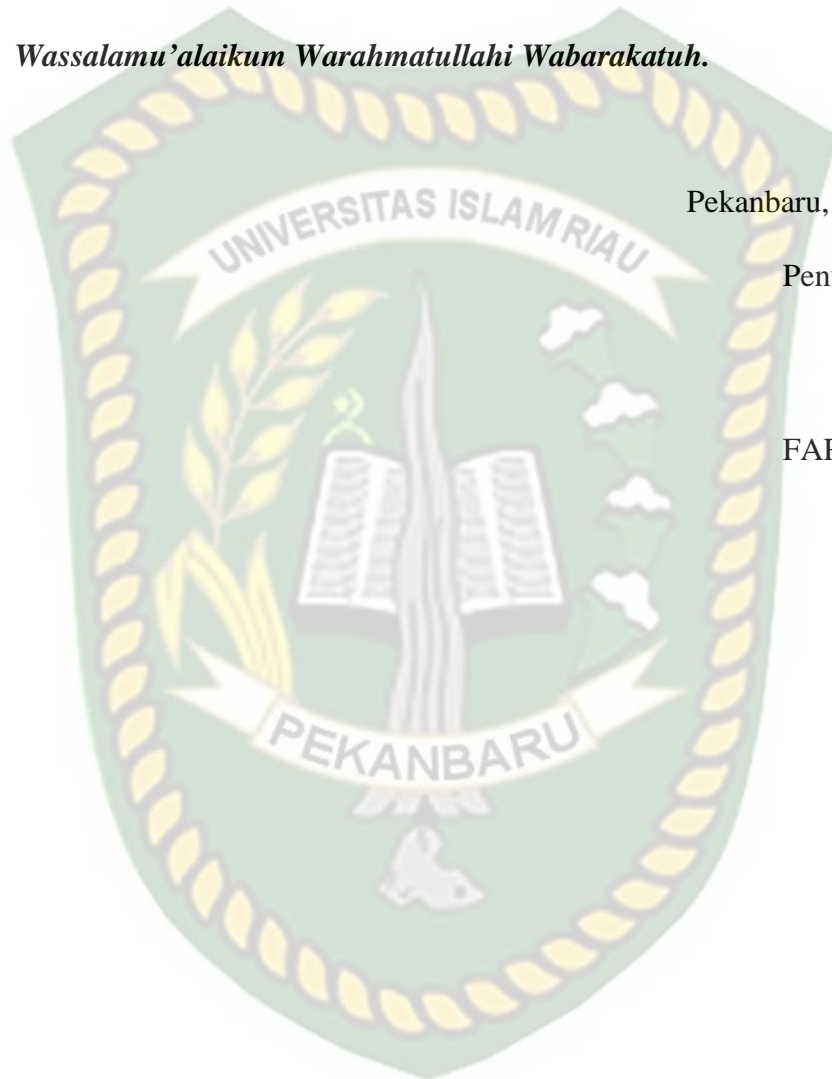 Wassalamu’alaikum Warahmatullahi Wabarakatuh.
Pekanbaru,
UNIVERSITAS ISLAM RIAU
PEKANBARU